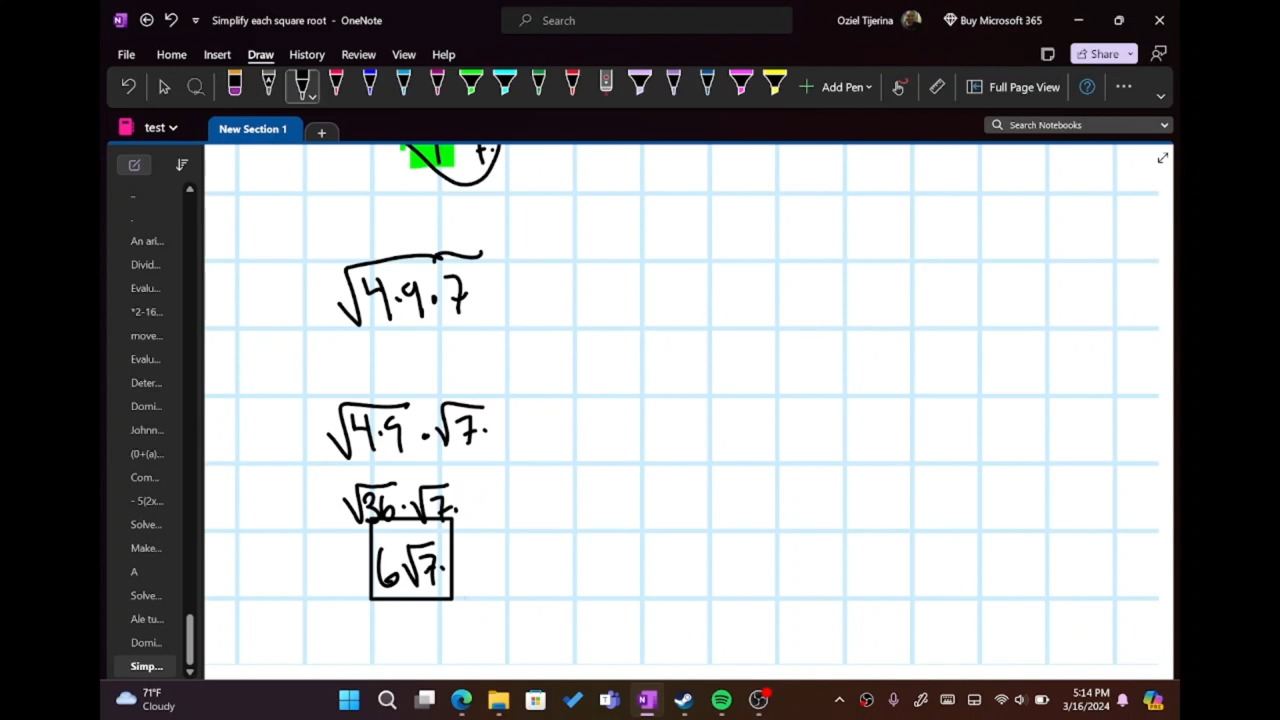 Simplify each square root - OneNote
Search
Oziel Tijerina
Buy Microsoft 365
File Home Insert Draw History Review View Help
Share
Add Pen
Full Page View
test
New Section 1
Search Notebooks
An ari...
Divid...
Evalu...
*2-16...
move...
Evalu...
Deter...
Domi...
Johnn...
(0+(a)...
Com...
- 5(2x...
Solve...
Make...
A
Solve...
Ale tu...
Domi...
Simp...
7.
√4·9·7
√4·9 · √7.
√36 · √7.
6√7.
71°F
Cloudy
5:14 PM
3/16/2024